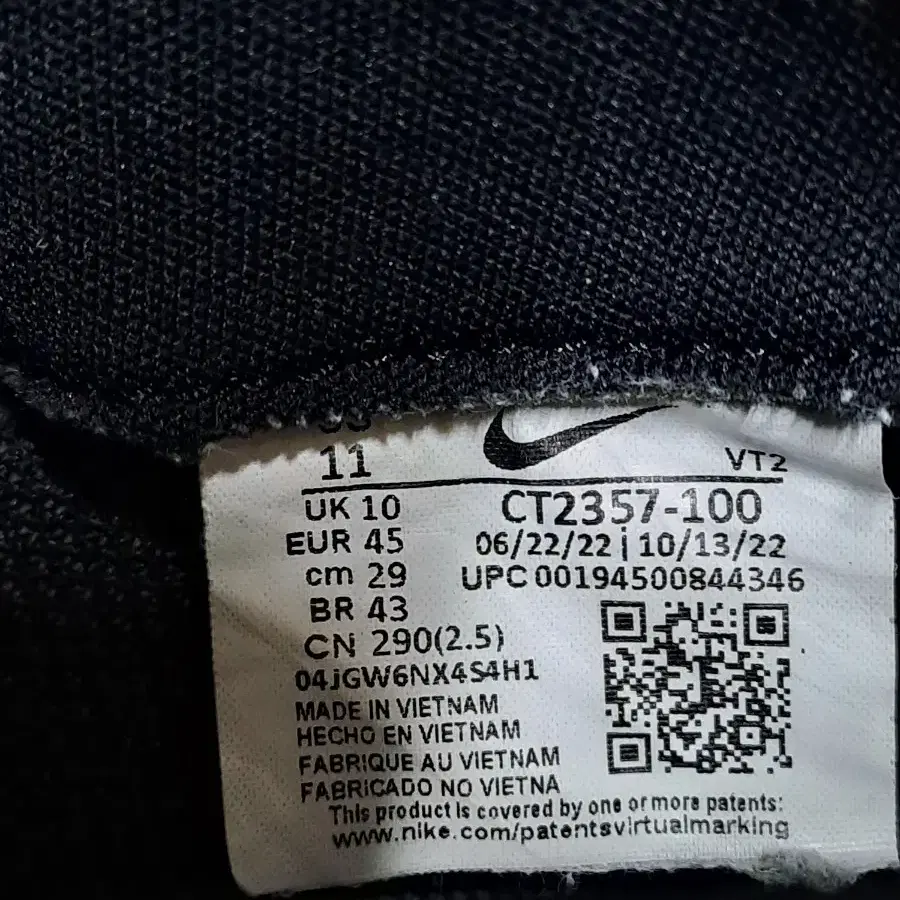 11
VT2
UK 10
EUR 45
cm 29
BR 43
CN 290(2.5)
04JGW6NX4S4H1
CT2357-100
06/22/22 | 10/13/22
UPC 00194500844346
MADE IN VIETNAM
HECHO EN VIETNAM
FABRIQUE AU VIETNAM
FABRICADO NO VIETNA
This product is covered by one or more patents:
www.nike.com/patentsvirtualmarking